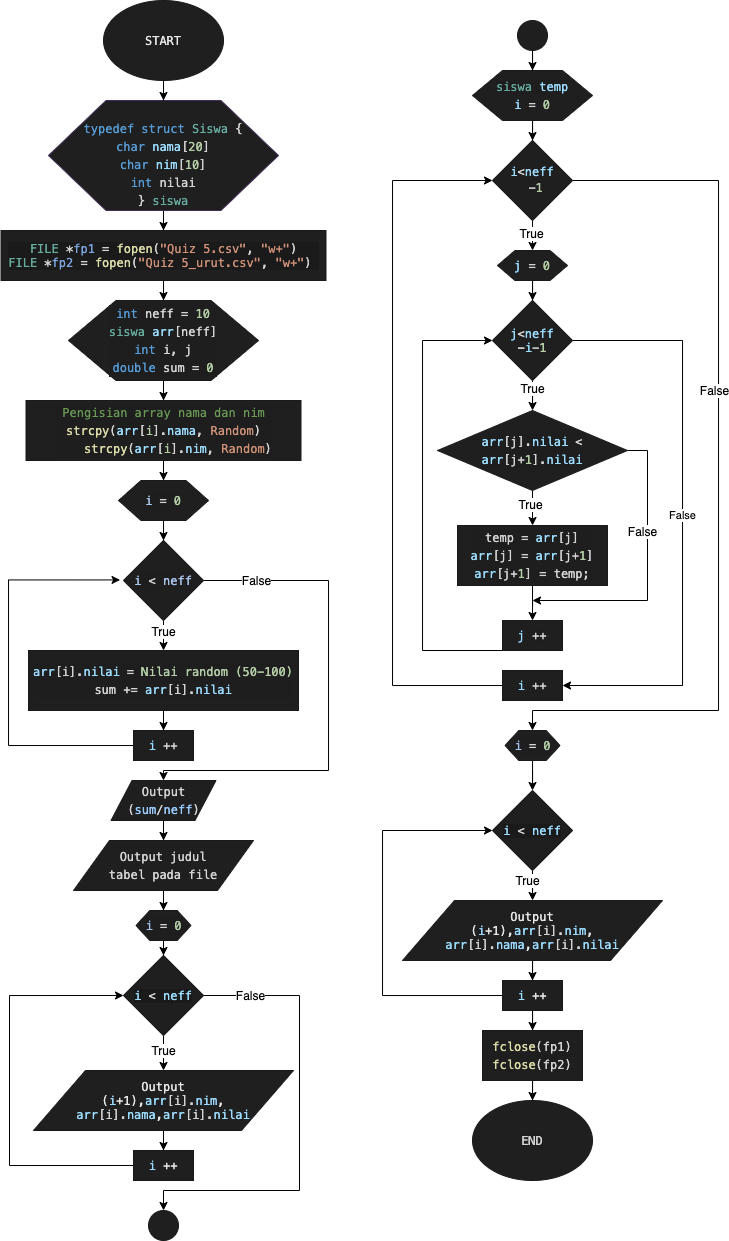 START
typedef struct Siswa {
char nama[20]
char nim[10]
int nilai
} siswa
FILE *fp1 = fopen("Quiz 5.csv", "w+")
FILE *fp2 = fopen("Quiz 5_urut.csv", "w+")
int neff = 10
siswa arr[neff]
int i, j
double sum = 0
Pengisian array nama dan nim
strcpy(arr[i].nama, Random)
strcpy(arr[i].nim, Random)
i = 0
i < neff
False
True
arr[i].nilai = Nilai random (50-100)
sum += arr[i].nilai
i ++
Output
(sum/neff)
Output judul
tabel pada file
i = 0
i < neff
False
True
Output
(i+1),arr[i].nim,
arr[i].nama,arr[i].nilai
i ++
siswa temp
i = 0
i<neff
-1
True
j = 0
j<neff
-i-1
True
False
arr[j].nilai <
arr[j+1].nilai
True
False
False
temp = arr[j]
arr[j] = arr[j+1]
arr[j+1] = temp;
j ++
i ++
i = 0
i < neff
True
Output
(i+1),arr[i].nim,
arr[i].nama,arr[i].nilai
i ++
fclose(fp1)
fclose(fp2)
END